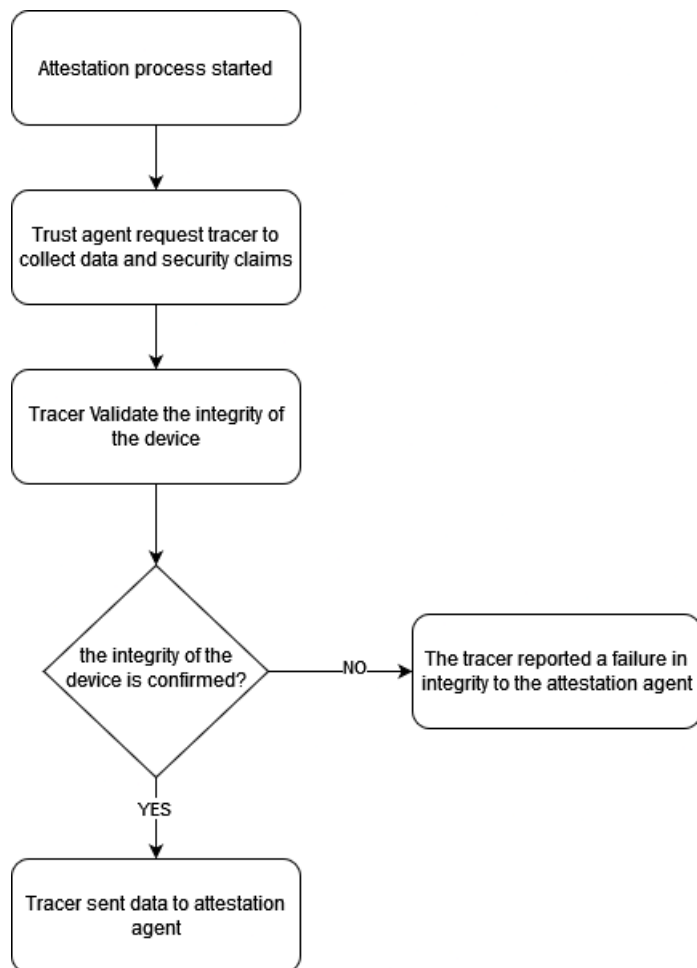 Attestation process started
Trust agent request tracer to
collect data and security claims
Tracer Validate the integrity of
the device
the integrity of the
device is confirmed?
NO
The tracer reported a failure in
integrity to the attestation agent
YES
Tracer sent data to attestation
agent